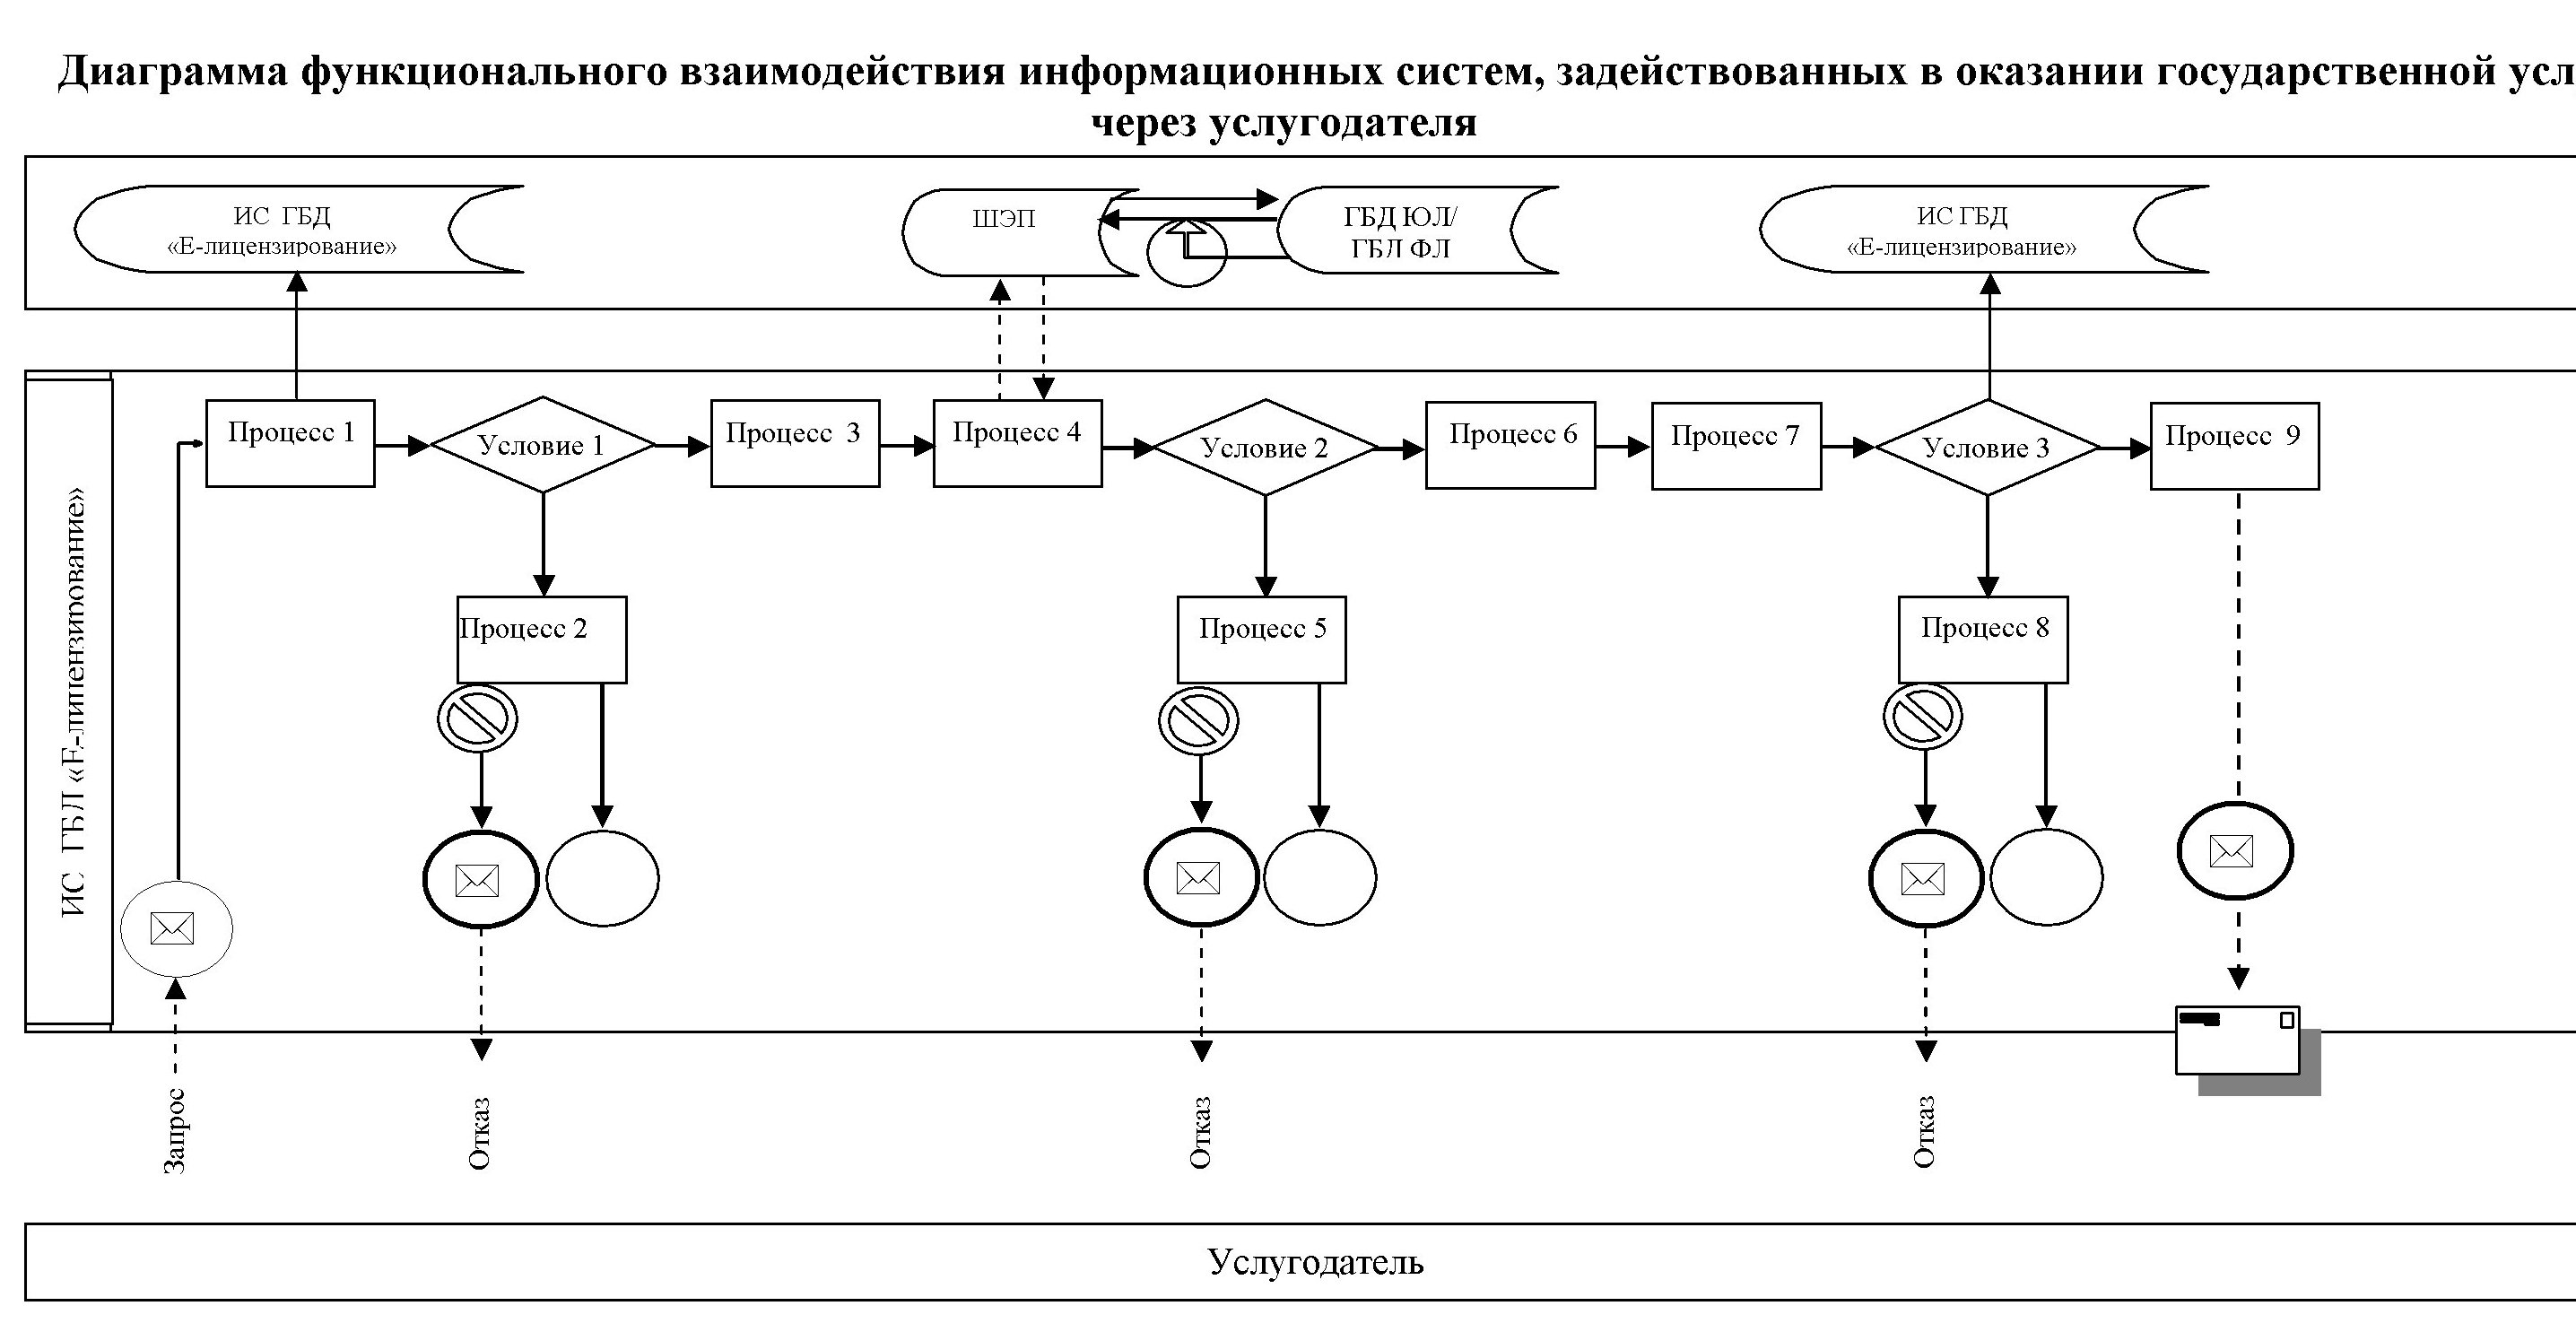 Диаграмма функционального взаимодействия информационных систем, задействованных в оказании государственной усл
через услугодателя
ИС ГБД
«Е-лицензирование»
ШЭП
ГБД ЮЛ/
ГБД ФЛ
ИС ГБД
«Е-лицензирование»
ИС ГБД «Е-лицензирование»
Процесс 1
Условие 1
Процесс 3
Процесс 4
Условие 2
Процесс 6
Процесс 7
Условие 3
Процесс 9
Процесс 2
Процесс 5
Процесс 8
Запрос
Отказ
Отказ
Отказ
Услугодатель